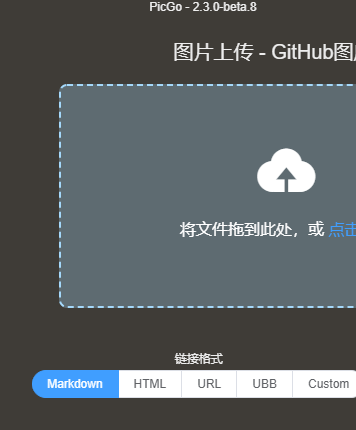 PicGo - 2.3.0-beta.8
图片上传 - GitHub图
将文件拖到此处，或 点击
链接格式
Markdown HTML URL UBB Custom